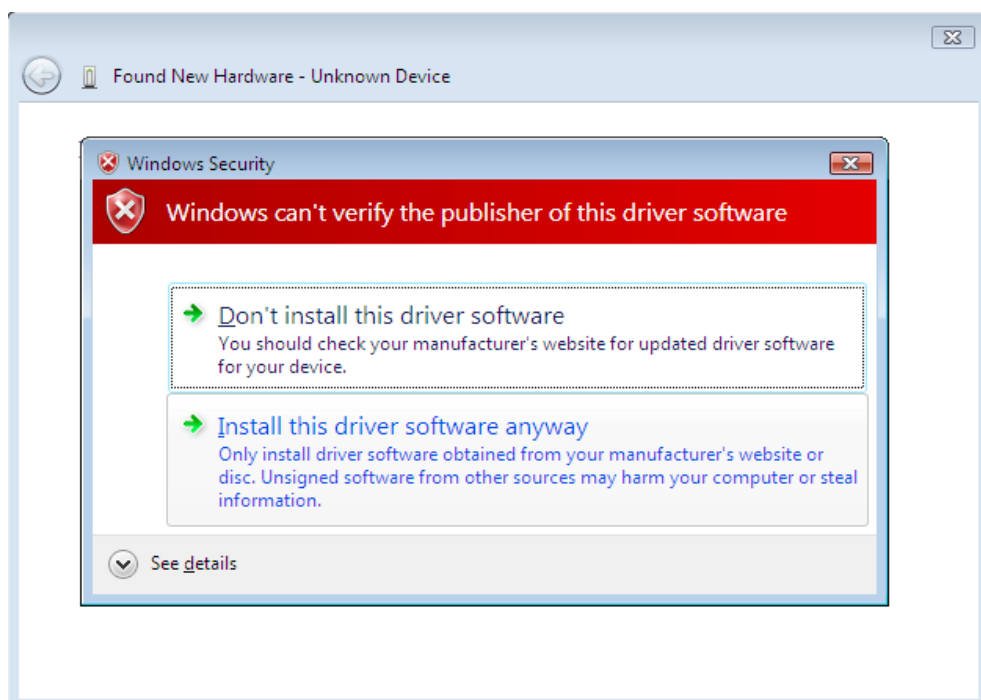 Found New Hardware - Unknown Device
Windows Security
Windows can't verify the publisher of this driver software
Don't install this driver software
You should check your manufacturer's website for updated driver software
for your device.
Install this driver software anyway
Only install driver software obtained from your manufacturer's website or
disc. Unsigned software from other sources may harm your computer or steal
information.
See details